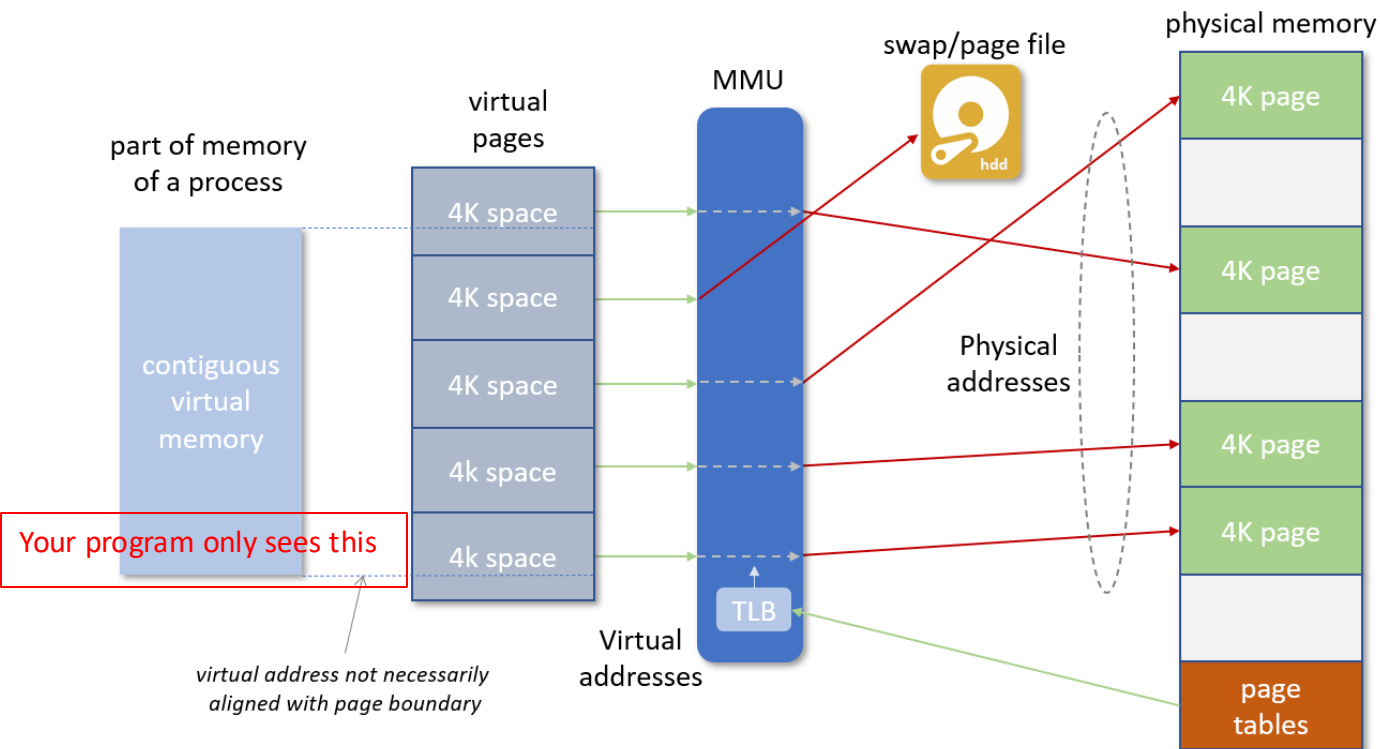 physical memory
swap/page file
MMU
virtual
pages
part of memory
of a process
hdd
4K page
4K space
4K page
4K space
contiguous
virtual
memory
4K space
Physical
addresses
4K page
4k space
Your program only sees this
4k space
4K page
TLB
Virtual
addresses
virtual address not necessarily
aligned with page boundary
page
tables